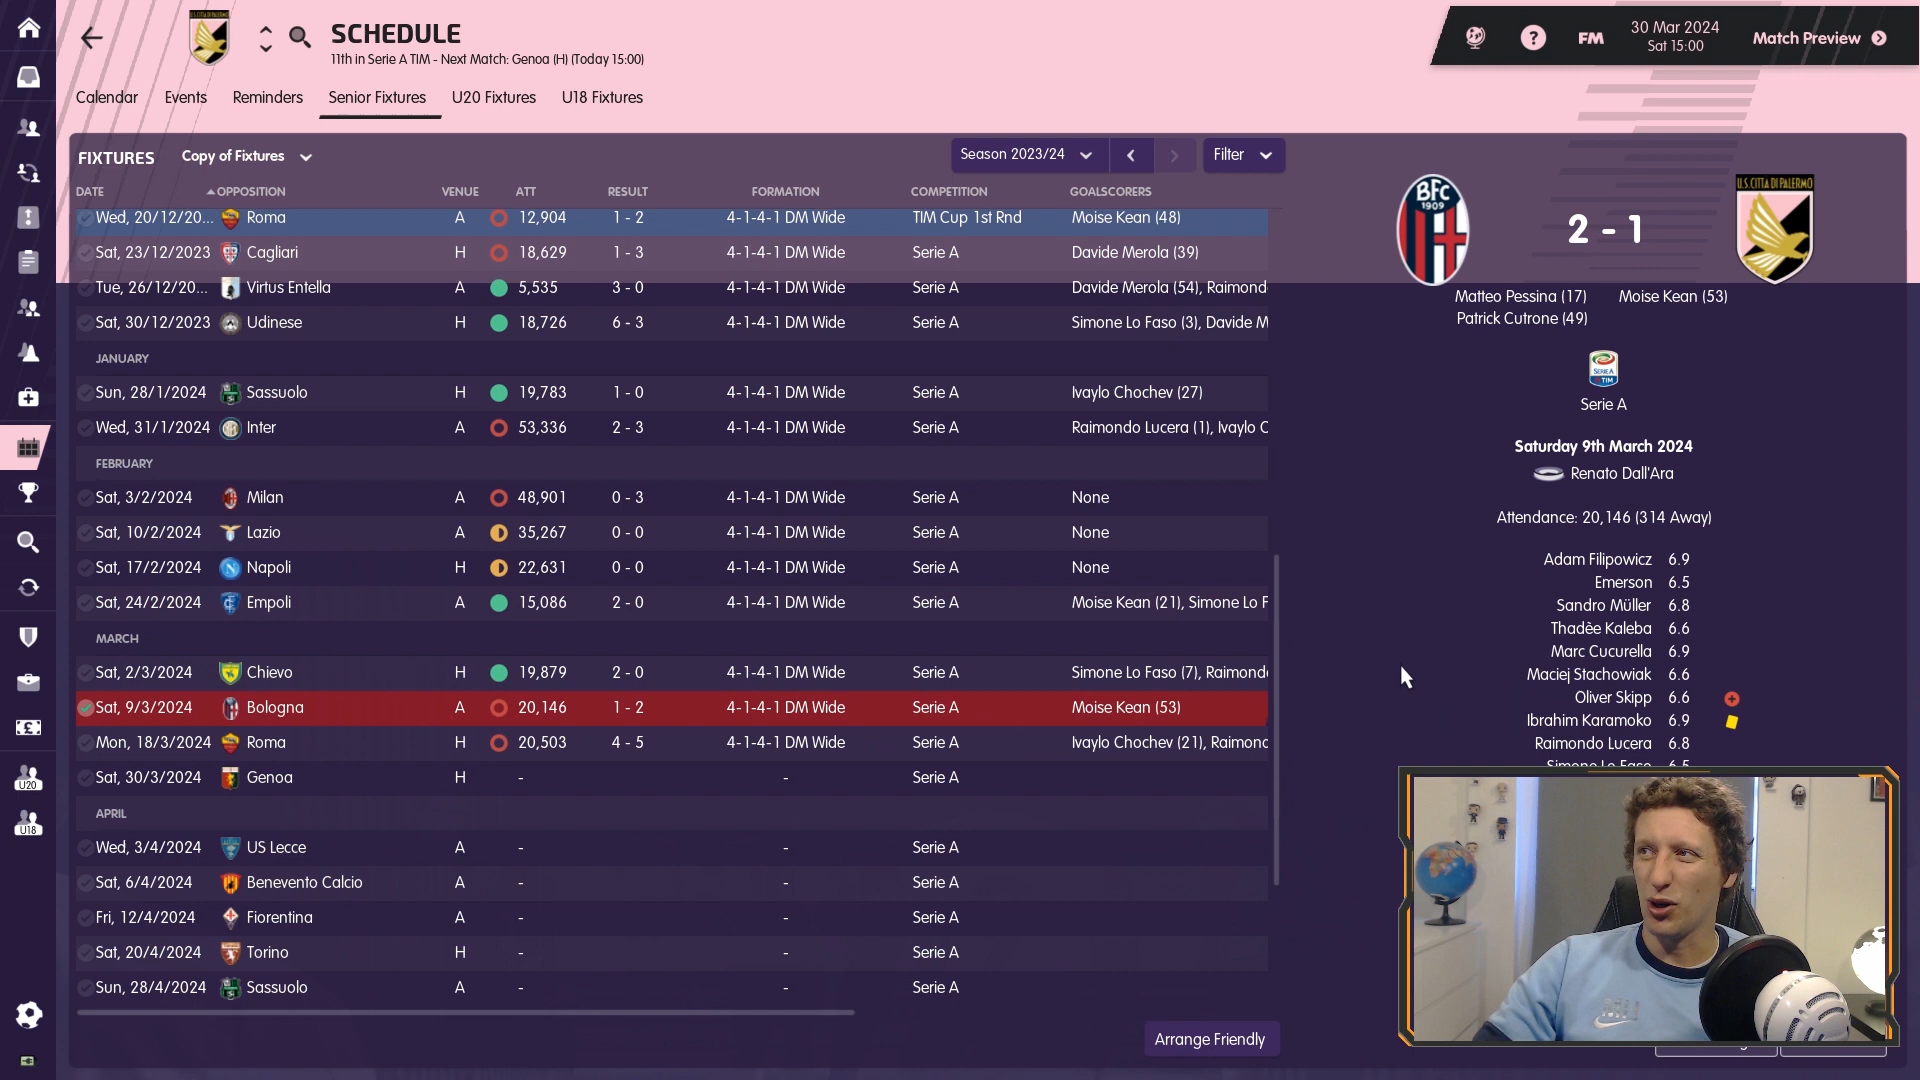 SCHEDULE
11th in Serie A TIM - Next Match: Genoa (H) (Today 15:00)
FM
30 Mar 2024
Sat 15:00
Match Preview
Calendar Events Reminders Senior Fixtures U20 Fixtures U18 Fixtures
FIXTURES Copy of Fixtures Season 2023/24 Filter
DATE OPPOSITION VENUE ATT RESULT FORMATION COMPETITION GOALSCORERS
Wed, 20/12/20... Roma A 12,904 1 - 2 4-1-4-1 DM Wide TIM Cup 1st Rnd Moise Kean (48)
Sat, 23/12/2023 Cagliari H 18,629 1 - 3 4-1-4-1 DM Wide Serie A Davide Merola (39)
Tue, 26/12/20... Virtus Entella A 5,535 3 - 0 4-1-4-1 DM Wide Serie A Davide Merola (54), Raimond
Sat, 30/12/2023 Udinese H 18,726 6 - 3 4-1-4-1 DM Wide Serie A Simone Lo Faso (3), Davide M
JANUARY
Sun, 28/1/2024 Sassuolo H 19,783 1 - 0 4-1-4-1 DM Wide Serie A Ivaylo Chochev (27)
Wed, 31/1/2024 Inter A 53,336 2 - 3 4-1-4-1 DM Wide Serie A Raimondo Lucera (1), Ivaylo C
FEBRUARY
Sat, 3/2/2024 Milan A 48,901 0 - 3 4-1-4-1 DM Wide Serie A None
Sat, 10/2/2024 Lazio A 35,267 0 - 0 4-1-4-1 DM Wide Serie A None
Sat, 17/2/2024 Napoli H 22,631 0 - 0 4-1-4-1 DM Wide Serie A None
Sat, 24/2/2024 Empoli A 15,086 2 - 0 4-1-4-1 DM Wide Serie A Moise Kean (21), Simone Lo F
MARCH
Sat, 2/3/2024 Chievo H 19,879 2 - 0 4-1-4-1 DM Wide Serie A Simone Lo Faso (7), Raimond
Sat, 9/3/2024 Bologna A 20,146 1 - 2 4-1-4-1 DM Wide Serie A Moise Kean (53)
Mon, 18/3/2024 Roma H 20,503 4 - 5 4-1-4-1 DM Wide Serie A Ivaylo Chochev (21), Raimond
Sat, 30/3/2024 Genoa H - - Serie A
APRIL
Wed, 3/4/2024 US Lecce A - - Serie A
Sat, 6/4/2024 Benevento Calcio A - - Serie A
Fri, 12/4/2024 Fiorentina A - - Serie A
Sat, 20/4/2024 Torino H - - Serie A
Sun, 28/4/2024 Sassuolo A - - Serie A
Arrange Friendly
U20
U18
BFC
1909
2 - 1
U.S.CITTA DI PALERMO
Matteo Pessina (17) Moise Kean (53)
Patrick Cutrone (49)
SERIE A
TIM
Serie A
Saturday 9th March 2024
Renato Dall'Ara
Attendance: 20,146 (314 Away)
Adam Filipowicz 6.9
Emerson 6.5
Sandro Müller 6.8
Thadèe Kaleba 6.6
Marc Cucurella 6.9
Maciej Stachowiak 6.6
Oliver Skipp 6.6
Ibrahim Karamoko 6.9
Raimondo Lucera 6.8
Simone Lo Faso 6.5